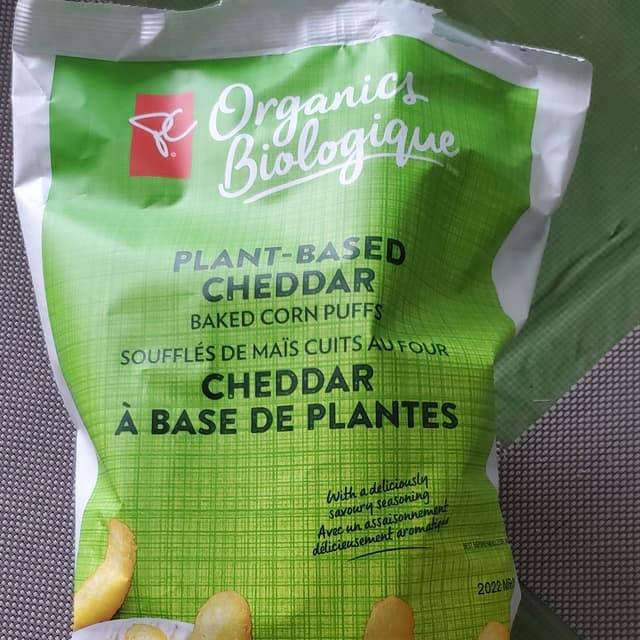 PC
Organics
Biologique
PLANT-BASED
CHEDDAR
BAKED CORN PUFFS
SOUFFLÉS DE MAÏS CUITS AU FOUR
CHEDDAR
À BASE DE PLANTES
With a deliciously
savoury seasoning
Avec un assaisonnement
délicieusement aromatique
2022